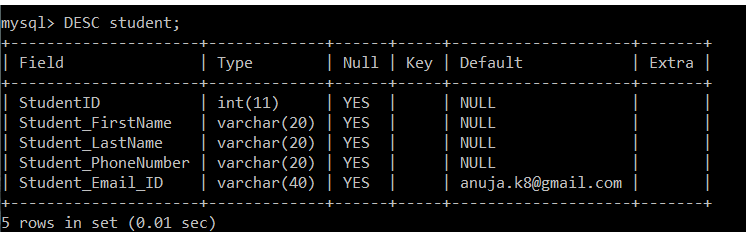 mysql> DESC student;
+---------------------+-------------+------+-----+-------------------+-------+
| Field               | Type        | Null | Key | Default           | Extra |
+---------------------+-------------+------+-----+-------------------+-------+
| StudentID           | int(11)     | YES  |     | NULL              |       |
| Student_FirstName   | varchar(20) | YES  |     | NULL              |       |
| Student_LastName    | varchar(20) | YES  |     | NULL              |       |
| Student_PhoneNumber | varchar(20) | YES  |     | NULL              |       |
| Student_Email_ID    | varchar(40) | YES  |     | anuja.k8@gmail.com |       |
+---------------------+-------------+------+-----+-------------------+-------+
5 rows in set (0.01 sec)